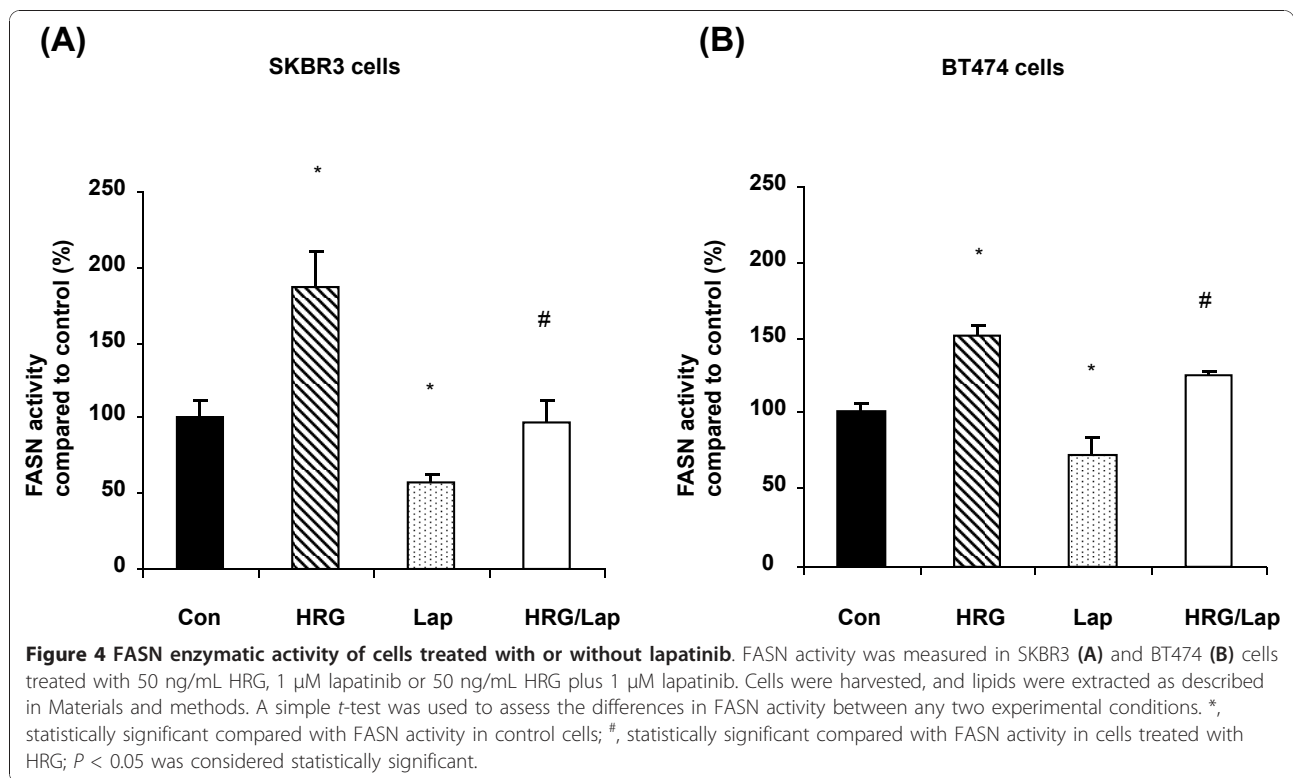 (A)
SKBR3 cells
FASN activity
compared to control (%)
250
200
150
100
50
0
*
*
#
Con HRG Lap HRG/Lap
(B)
BT474 cells
FASN activity
compared to control (%)
250
200
150
100
50
0
*
*
#
Con HRG Lap HRG/Lap
Figure 4 FASN enzymatic activity of cells treated with or without lapatinib. FASN activity was measured in SKBR3 (A) and BT474 (B) cells
treated with 50 ng/mL HRG, 1 μM lapatinib or 50 ng/mL HRG plus 1 μM lapatinib. Cells were harvested, and lipids were extracted as described
in Materials and methods. A simple t-test was used to assess the differences in FASN activity between any two experimental conditions. *,
statistically significant compared with FASN activity in control cells; #, statistically significant compared with FASN activity in cells treated with
HRG; P < 0.05 was considered statistically significant.